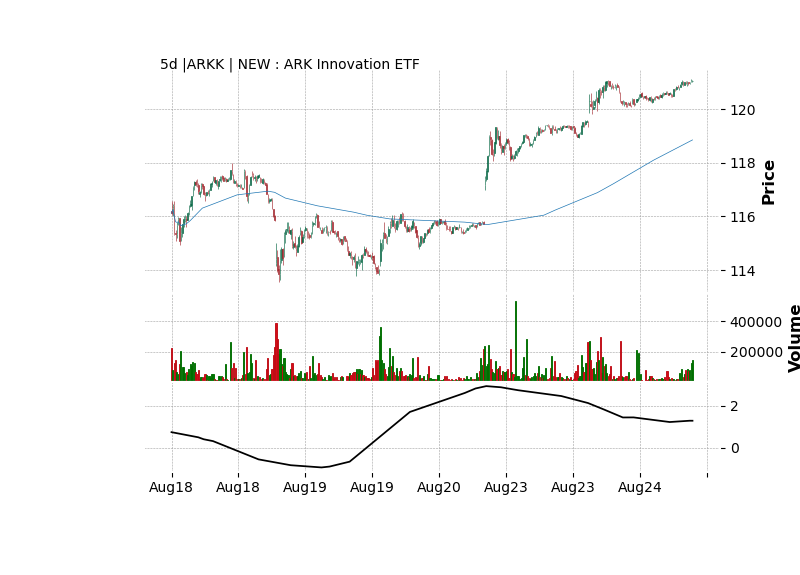 5d |ARKK | NEW : ARK Innovation ETF
120
118
116
114
Price
400000
200000
Volume
2
0
Aug18 Aug18 Aug19 Aug19 Aug20 Aug23 Aug23 Aug24